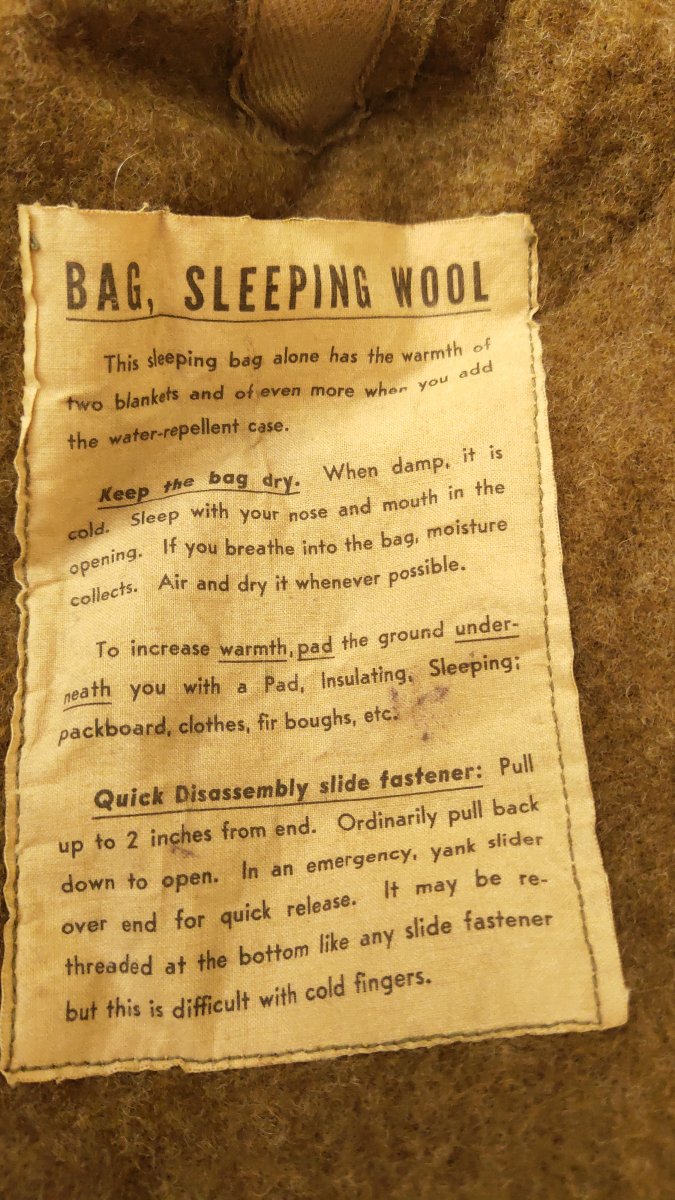 BAG, SLEEPING WOOL
This sleeping bag alone has the warmth of
two blankets and of even more when you add
the water-repellent case.
Keep the bag dry. When damp, it is
cold. Sleep with your nose and mouth in the
opening. If you breathe into the bag, moisture
collects. Air and dry it whenever possible.
To increase warmth, pad the ground under-
neath you with a Pad, Insulating, Sleeping;
packboard, clothes, fir boughs, etc.
Quick Disassembly slide fastener: Pull
up to 2 inches from end. Ordinarily pull back
down to open. In an emergency, yank slider
over end for quick release. It may be re-
threaded at the bottom like any slide fastener
but this is difficult with cold fingers.